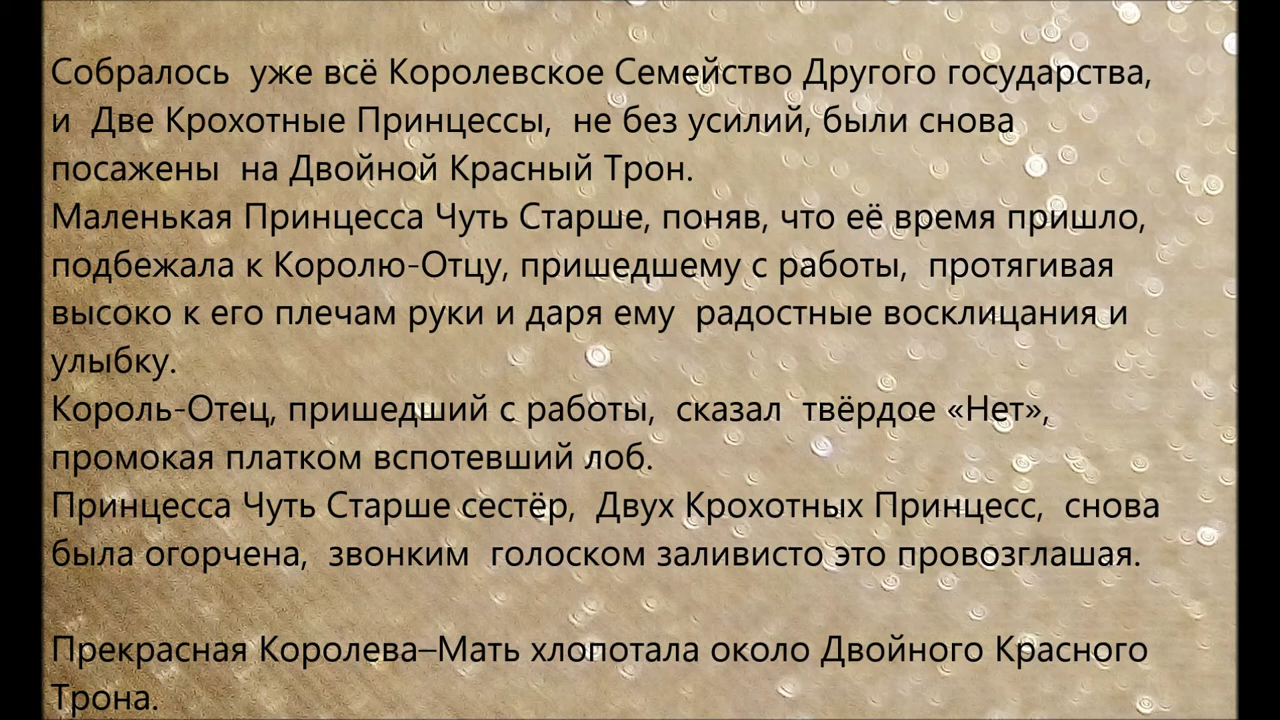 Собралось  уже всё Королевское Семейство Другого государства,
и  Две Крохотные Принцессы,  не без усилий, были снова
посажены  на Двойной Красный Трон.
Маленькая Принцесса Чуть Старше, поняв, что её время пришло,
подбежала к Королю-Отцу, пришедшему с работы,  протягивая
высоко к его плечам руки и даря ему  радостные восклицания и
улыбку.
Король-Отец, пришедший с работы,  сказал  твёрдое «Нет»,
промокая платком вспотевший лоб.
Принцесса Чуть Старше сестёр,  Двух Крохотных Принцесс,  снова
была огорчена,  звонким  голоском заливисто это провозглашая.
Прекрасная Королева–Мать хлопотала около Двойного Красного
Трона.